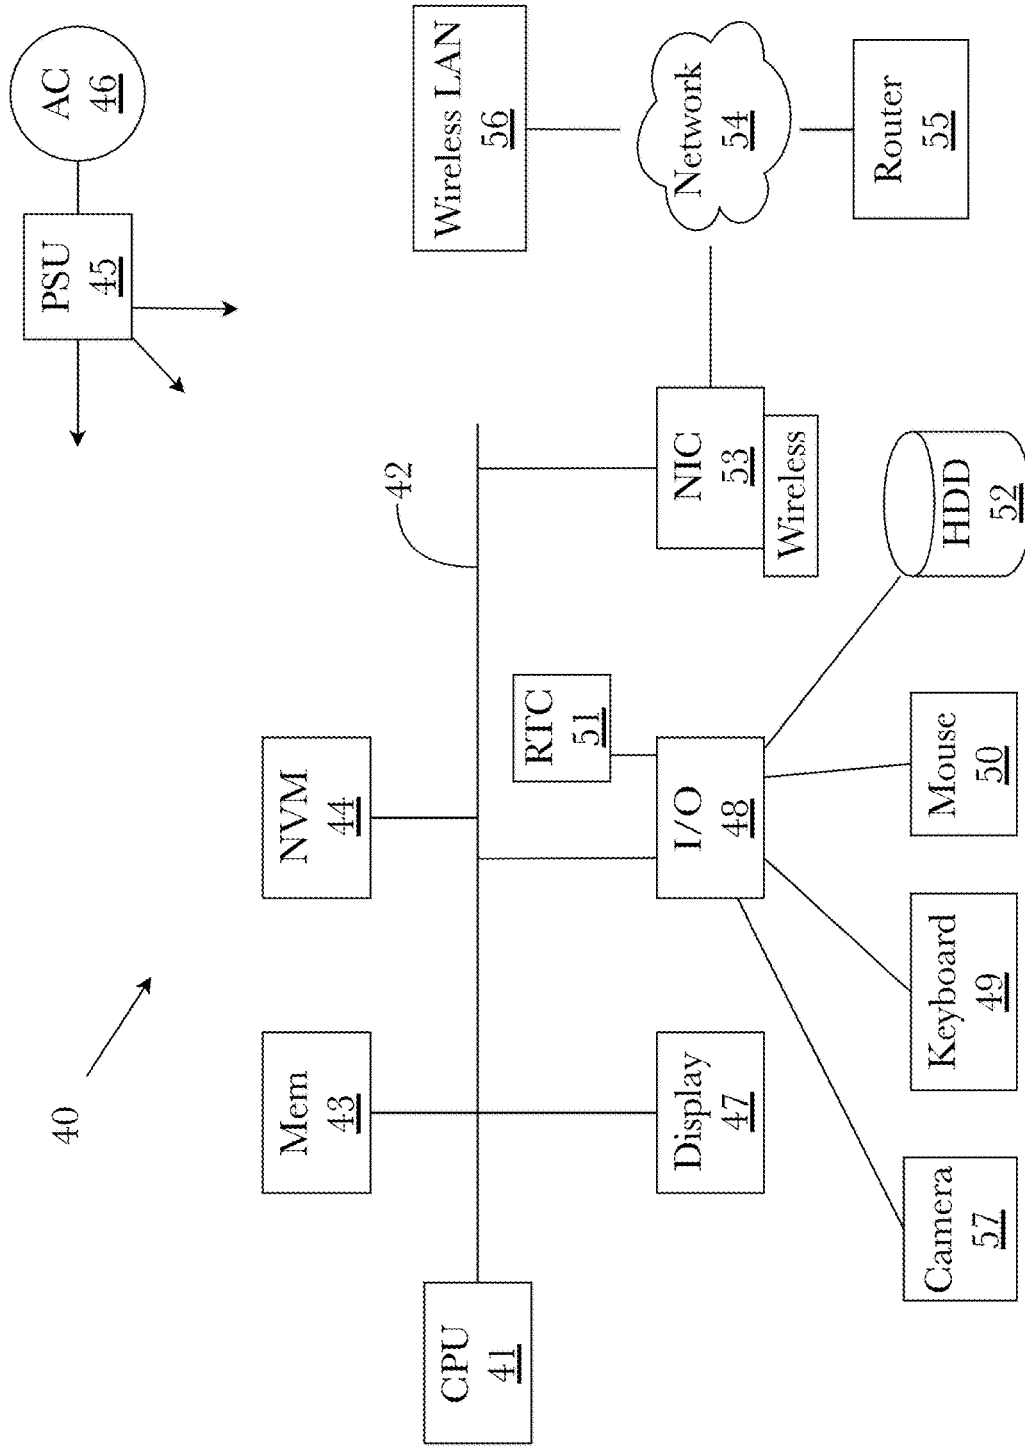 40
CPU
41
42
Mem
43
NVM
44
PSU
45
AC
46
Display
47
I/O
48
RTC
51
NIC
53
Wireless
Network
54
Wireless LAN
56
Router
55
Camera
57
Keyboard
49
Mouse
50
HDD
52